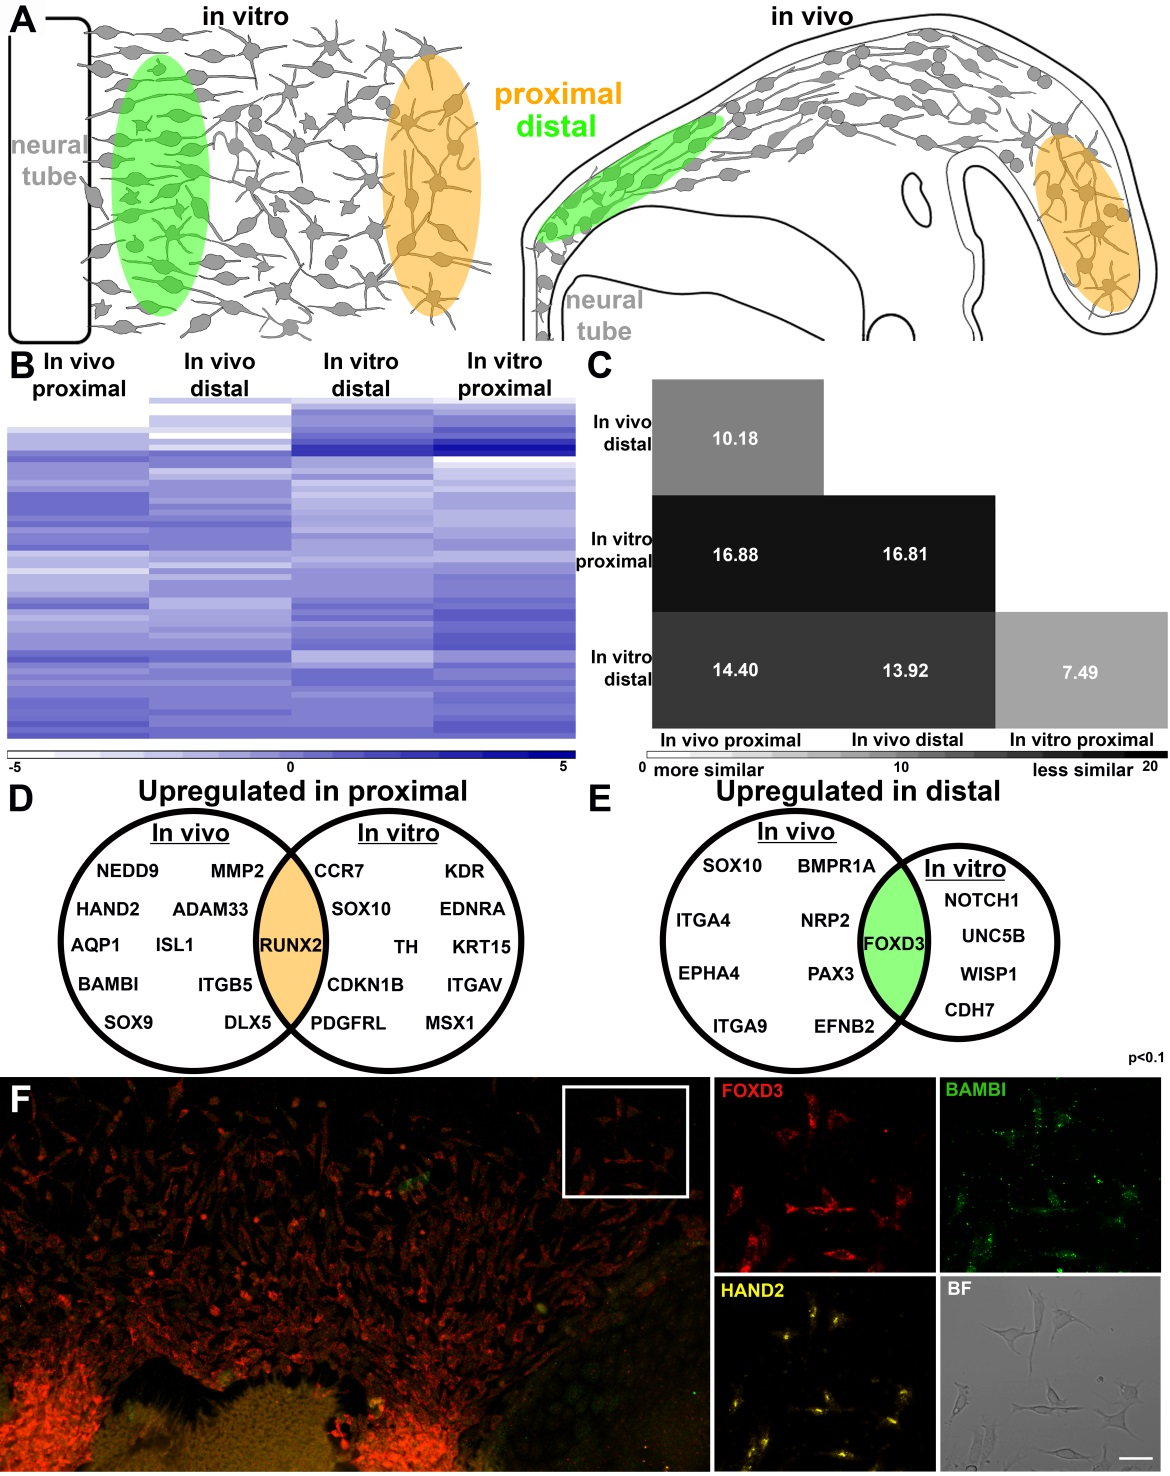 A
in vitro
in vivo
proximal
distal
neural
tube
neural
tube
B
In vivo
proximal
In vivo
distal
In vitro
distal
In vitro
proximal
-5
0
5
C
In vivo
distal
10.18
In vitro
proximal
16.88
16.81
In vitro
distal
14.40
13.92
7.49
In vivo proximal
In vivo distal
In vitro proximal
0
more similar
10
less similar
20
D
Upregulated in proximal
In vivo
In vitro
NEDD9
MMP2
CCR7
KDR
HAND2
ADAM33
SOX10
EDNRA
AQP1
ISL1
RUNX2
TH
KRT15
BAMBI
ITGB5
CDKN1B
ITGAV
SOX9
DLX5
PDGFRL
MSX1
E
Upregulated in distal
In vivo
In vitro
SOX10
BMPR1A
NOTCH1
ITGA4
NRP2
FOXD3
UNC5B
EPHA4
PAX3
WISP1
ITGA9
EFNB2
CDH7
p<0.1
F
FOXD3
BAMBI
HAND2
BF